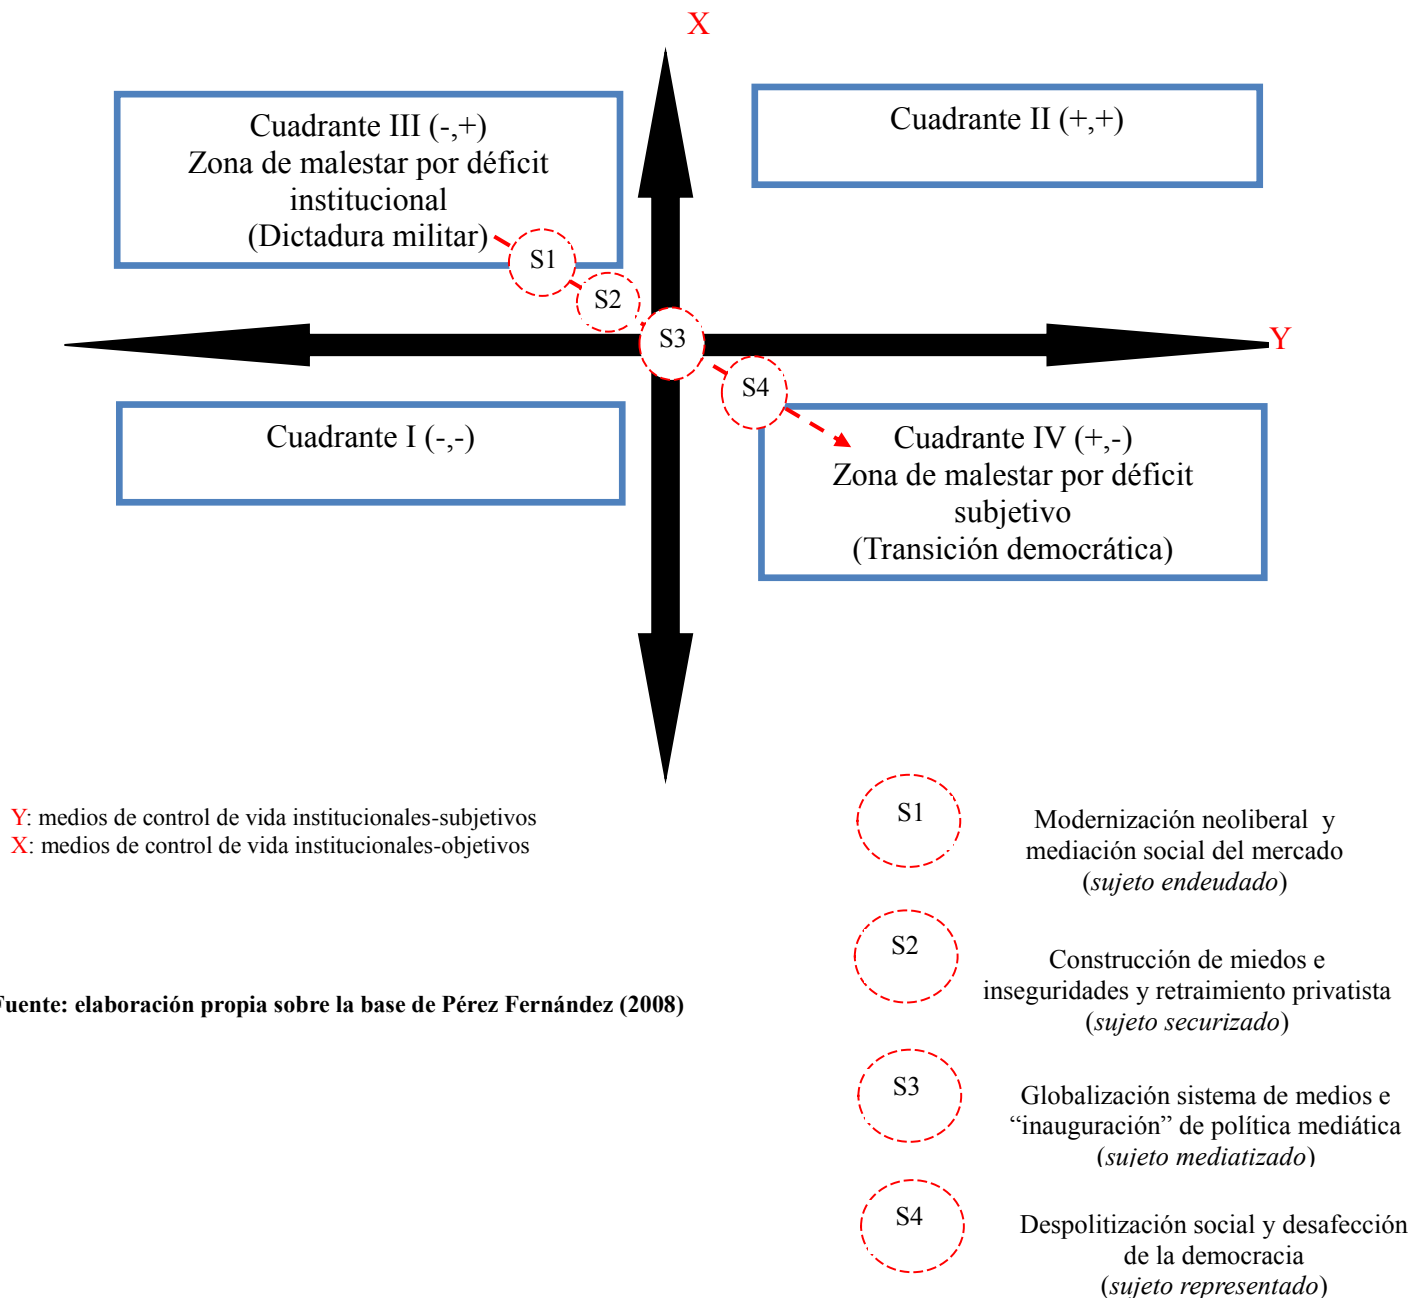 X
Cuadrante III (-,+)
Zona de malestar por déficit
institucional
(Dictadura militar)
Cuadrante II (+,+)
S1
S2
S3
S4
Y
Cuadrante I (-,-)
Cuadrante IV (+,-)
Zona de malestar por déficit
subjetivo
(Transición democrática)
Y: medios de control de vida institucionales-subjetivos
X: medios de control de vida institucionales-objetivos
Fuente: elaboración propia sobre la base de Pérez Fernández (2008)
S1
Modernización neoliberal y
mediación social del mercado
(sujeto endeudado)
S2
Construcción de miedos e
inseguridades y retraimiento privatista
(sujeto securizado)
S3
Globalización sistema de medios e
“inauguración” de política mediática
(sujeto mediatizado)
S4
Despolitización social y desafección
de la democracia
(sujeto representado)